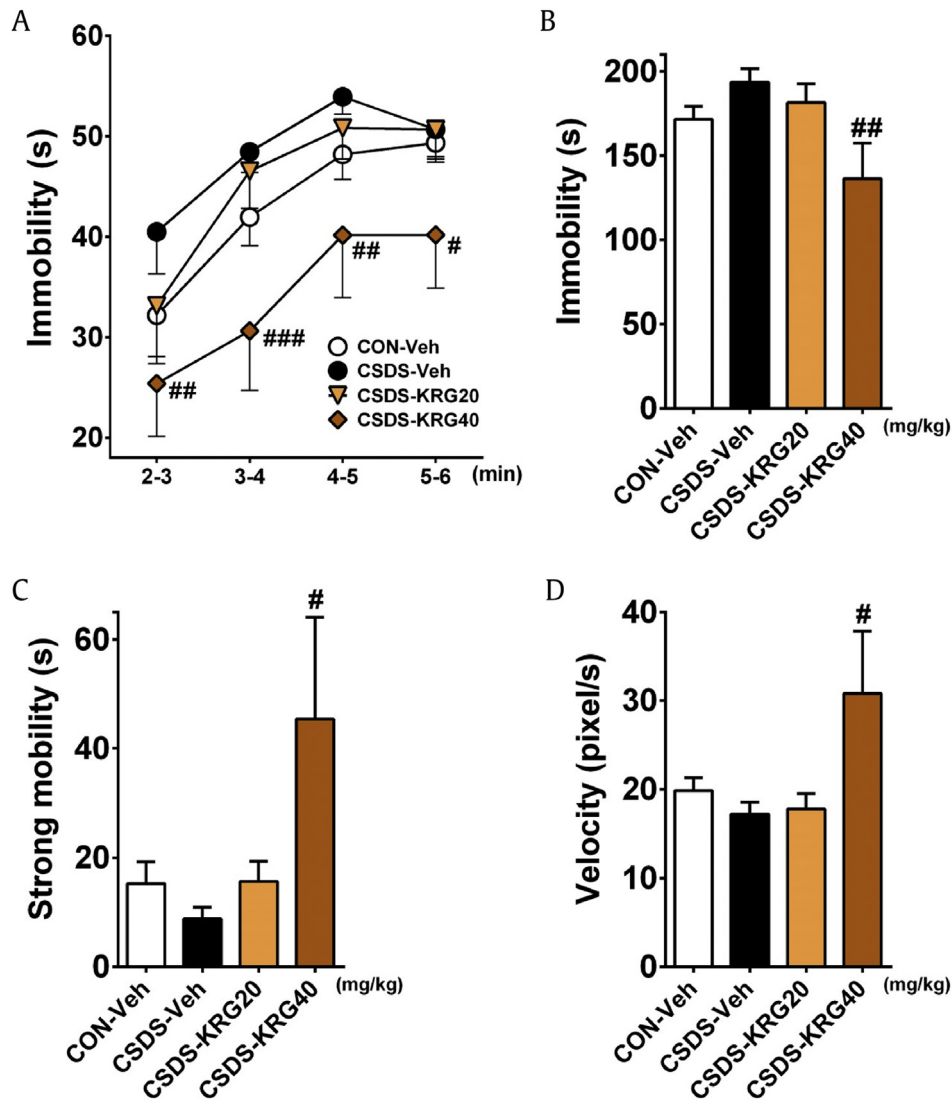 A
Immobility (s)
60
50
40
30
20
##
###
##
#
CON-Veh
CSDS-Veh
CSDS-KRG20
CSDS-KRG40
2-3 3-4 4-5 5-6 (min)
B
Immobility (s)
200
150
100
50
0
##
CON-Veh
CSDS-Veh
CSDS-KRG20
CSDS-KRG40
(mg/kg)
C
Strong mobility (s)
60
40
20
0
#
CON-Veh
CSDS-Veh
CSDS-KRG20
CSDS-KRG40
(mg/kg)
D
Velocity (pixel/s)
40
30
20
10
0
#
CON-Veh
CSDS-Veh
CSDS-KRG20
CSDS-KRG40
(mg/kg)